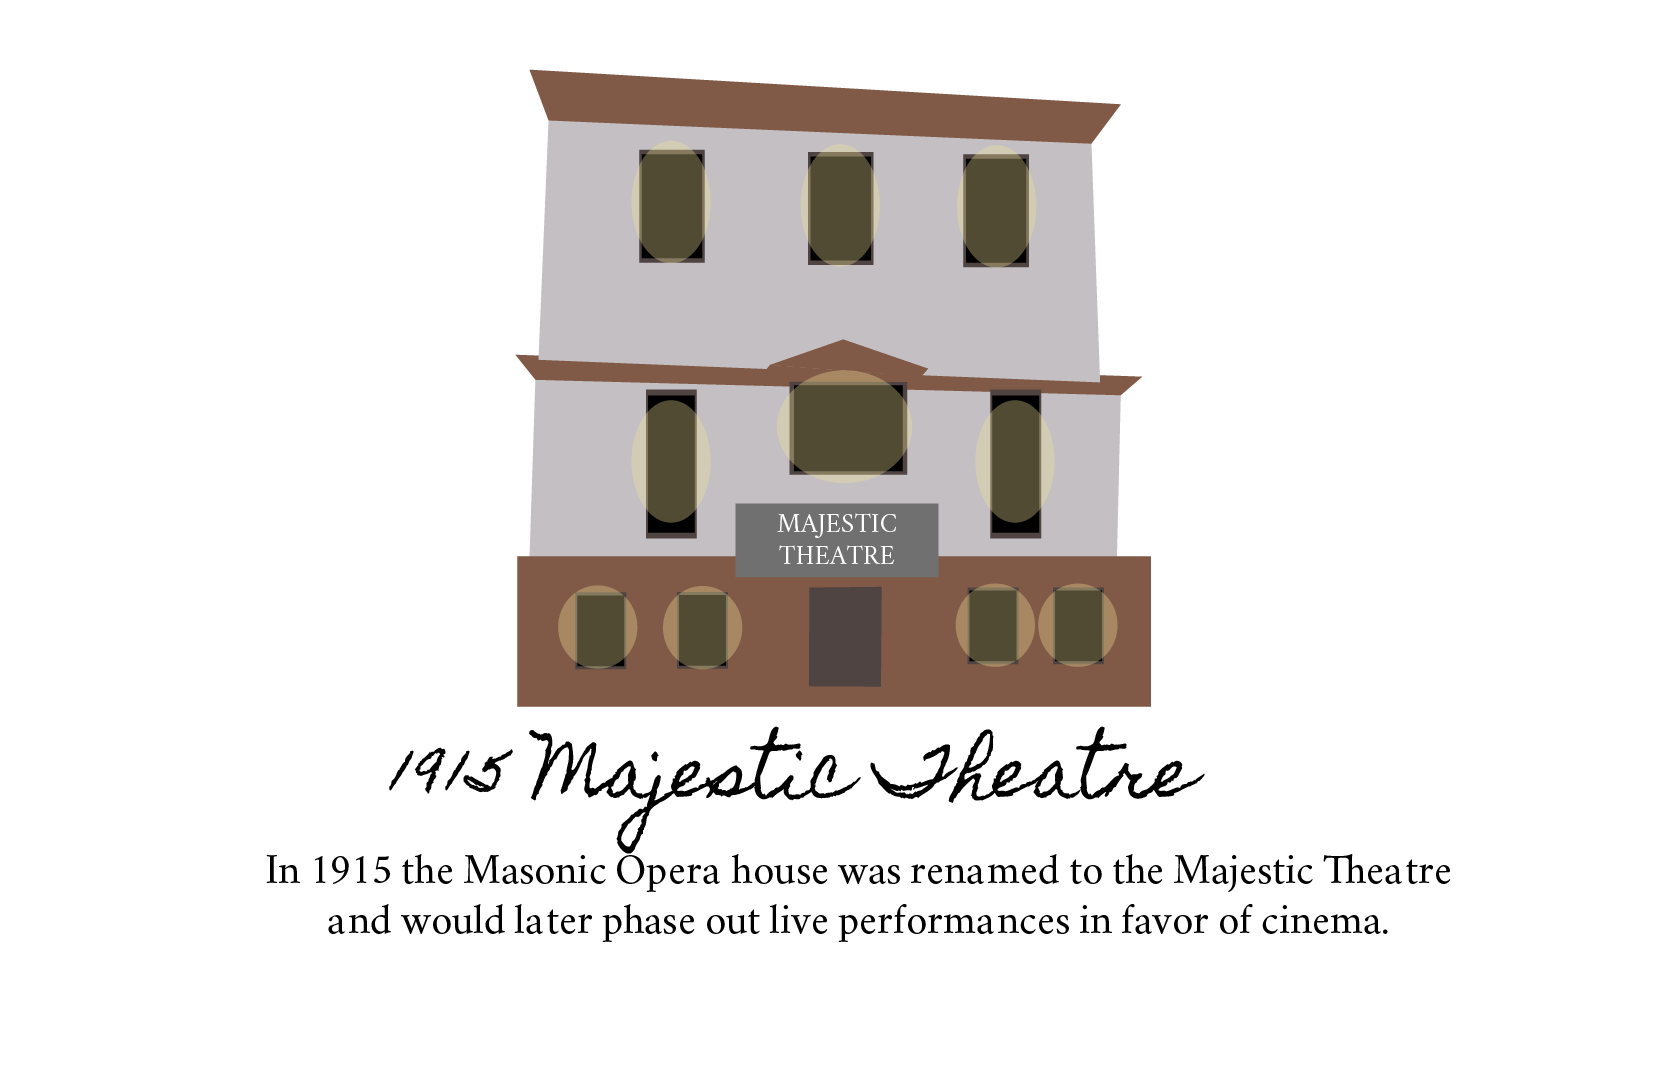 MAJESTIC
THEATRE
1915 Majestic Theatre
In 1915 the Masonic Opera house was renamed to the Majestic Theatre
and would later phase out live performances in favor of cinema.